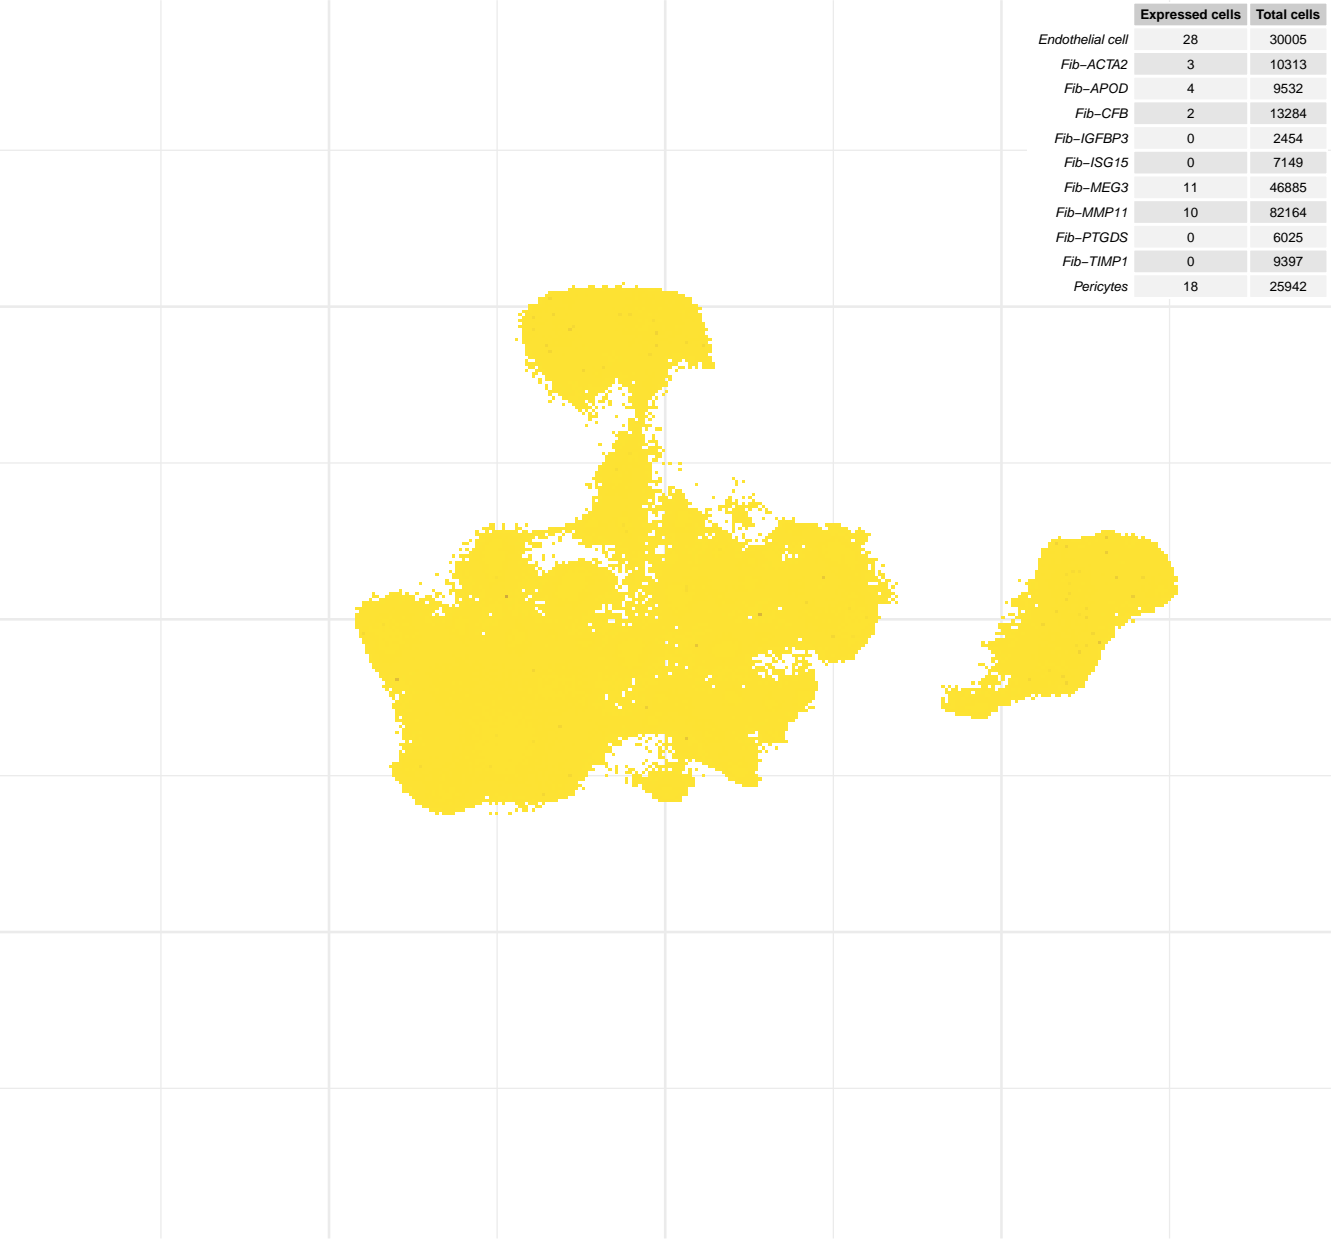 Expressed cells Total cells
Endothelial cell 28 30005
Fib−ACTA2 3 10313
Fib−APOD 4 9532
Fib−CFB 2 13284
Fib−IGFBP3 0 2454
Fib−ISG15 0 7149
Fib−MEG3 11 46885
Fib−MMP11 10 82164
Fib−PTGDS 0 6025
Fib−TIMP1 0 9397
Pericytes 18 25942